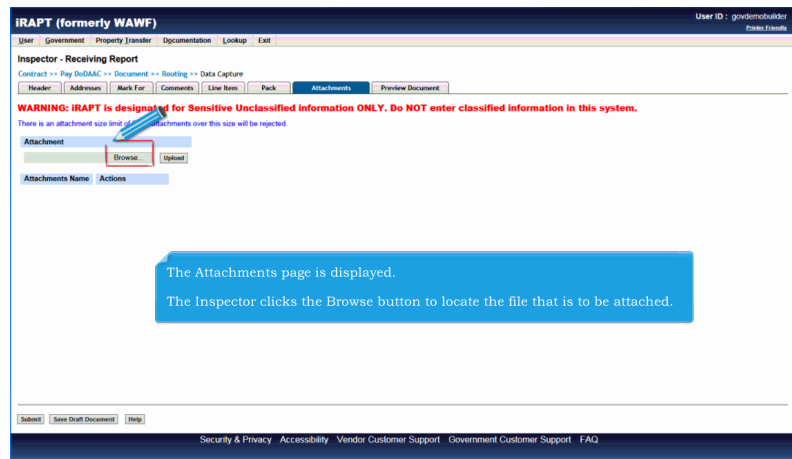 iRAPT (formerly WAWF)
User ID : govdemobuilder
Printer Friendly
User Government Property Transfer Documentation Lookup Exit
Inspector - Receiving Report
Contract >> Pay DoDAAC >> Document >> Routing >> Data Capture
Header Addresses Mark For Comments Line Item Pack Attachments Preview Document
WARNING: iRAPT is designated for Sensitive Unclassified information ONLY. Do NOT enter classified information in this system.
There is an attachment size limit of attachments over this size will be rejected.
Attachment
Browse... Upload
Attachments Name Actions
The Attachments page is displayed.
The Inspector clicks the Browse button to locate the file that is to be attached.
Submit Save Draft Document Help
Security & Privacy Accessibility Vendor Customer Support Government Customer Support FAQ